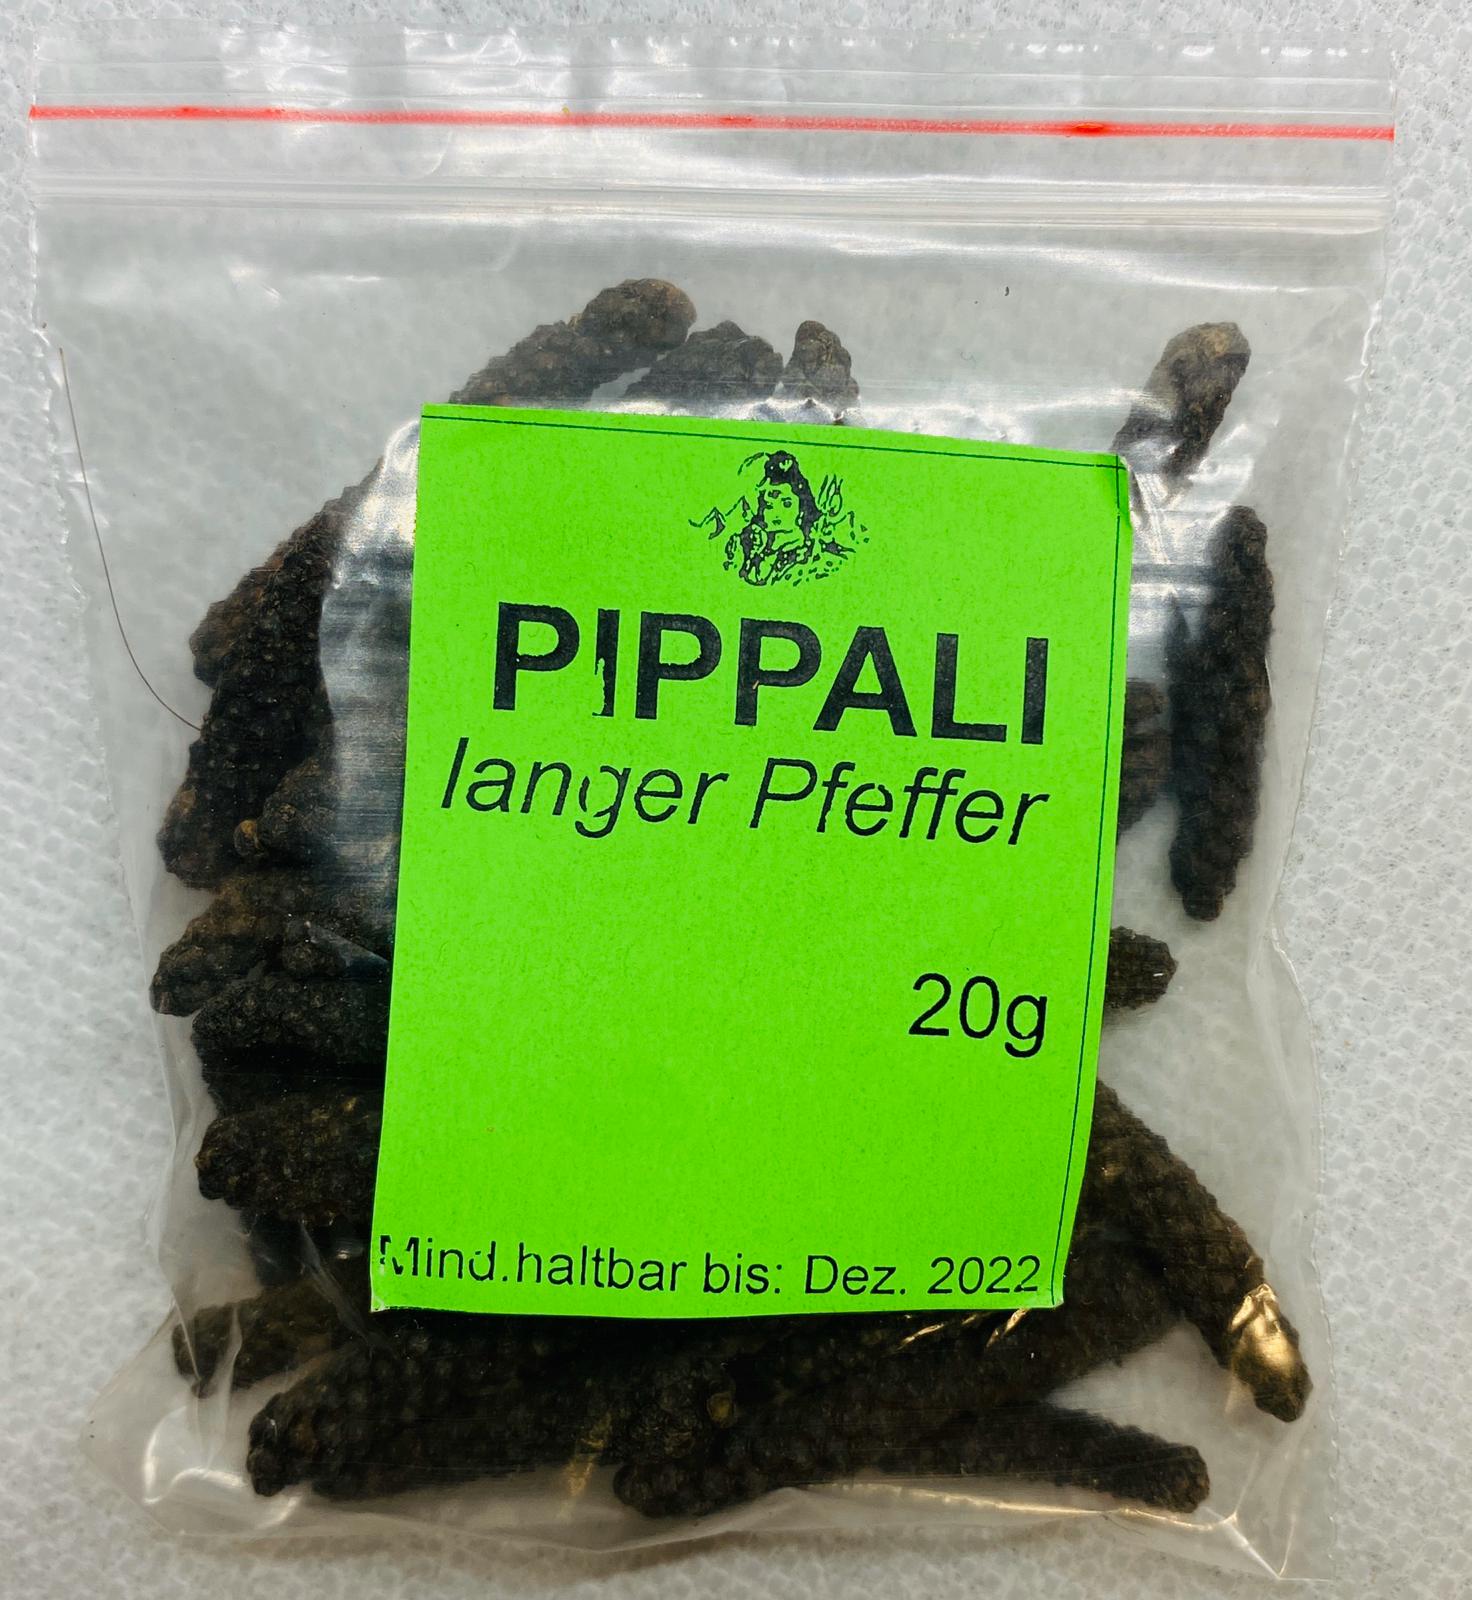 PIPPALI
langer Pfeffer
20g
Mind.haltbar bis: Dez. 2022